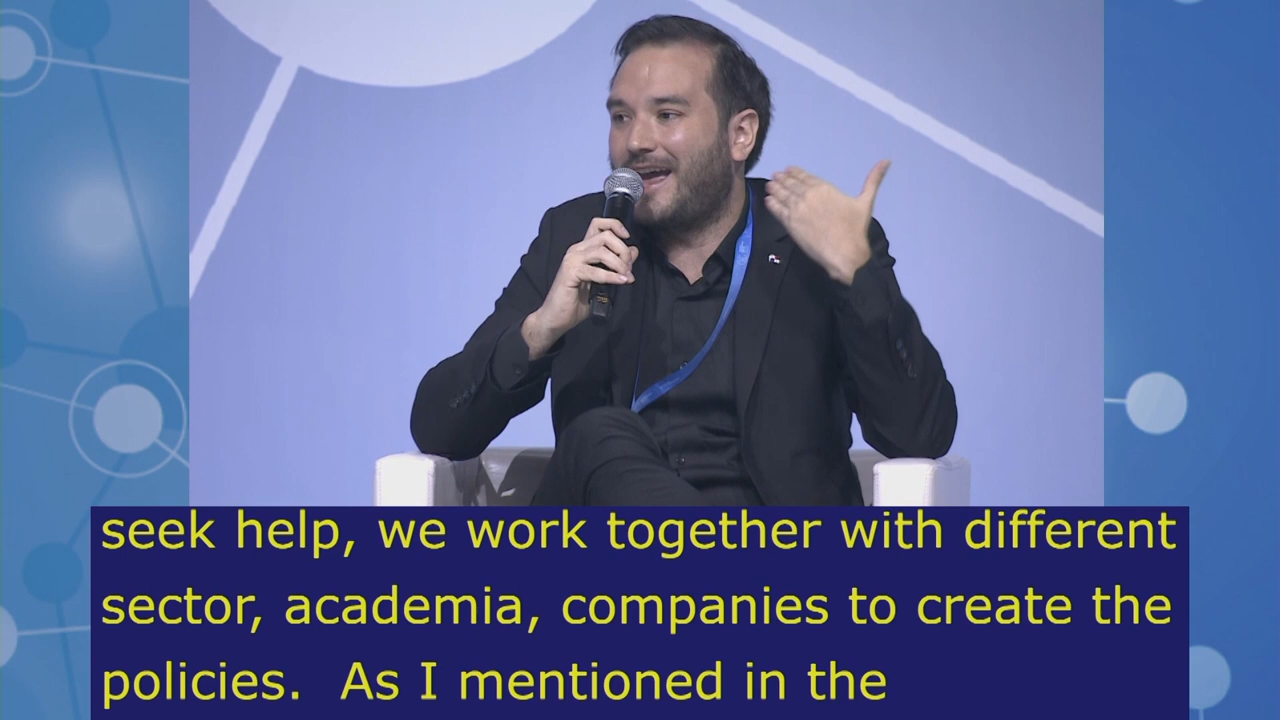 seek help, we work together with different
sector, academia, companies to create the
policies.  As I mentioned in the